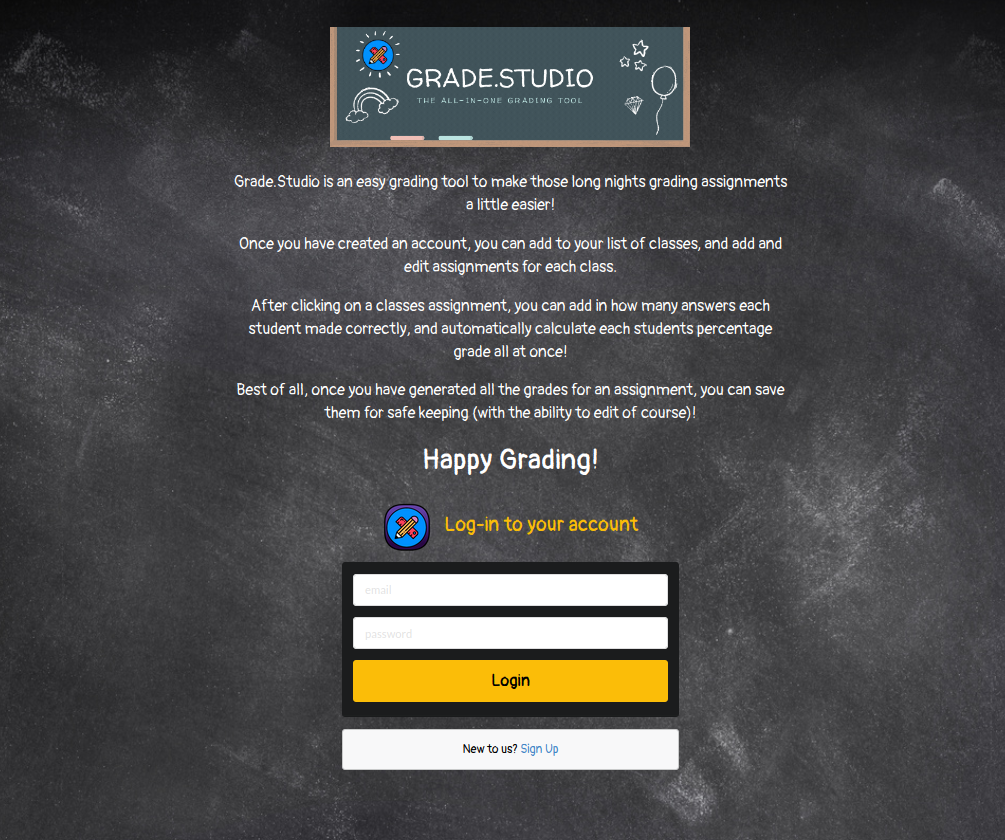 GRADE.STUDIO
THE ALL-IN-ONE GRADING TOOL
Grade.Studio is an easy grading tool to make those long nights grading assignments
a little easier!
Once you have created an account, you can add to your list of classes, and add and
edit assignments for each class.
After clicking on a classes assignment, you can add in how many answers each
student made correctly, and automatically calculate each students percentage
grade all at once!
Best of all, once you have generated all the grades for an assignment, you can save
them for safe keeping (with the ability to edit of course)!
Happy Grading!
Log-in to your account
email
password
Login
New to us? Sign Up